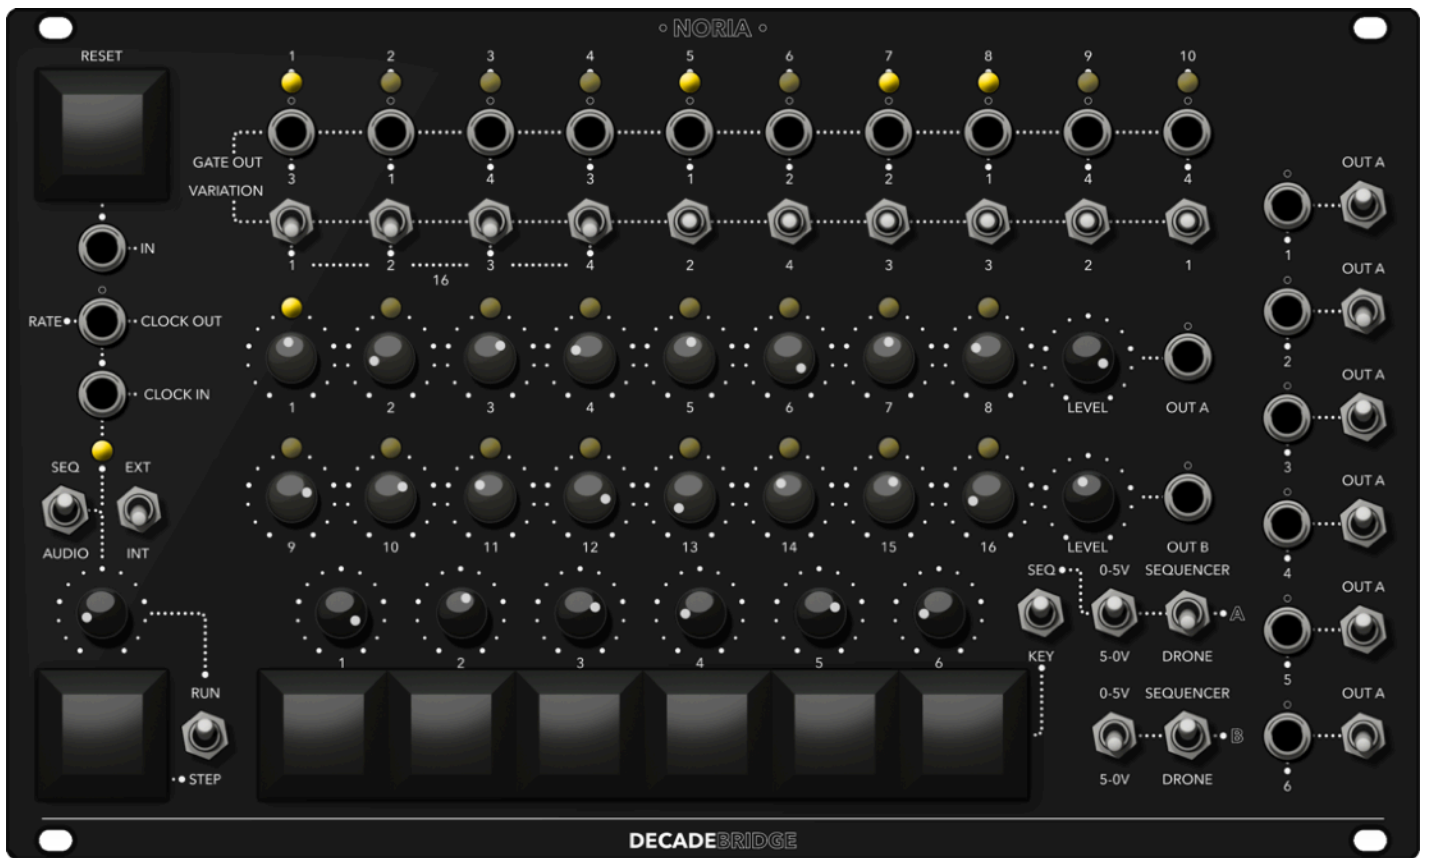 NORIA
RESET
1 2 3 4 5 6 7 8 9 10
GATE OUT
OUT A
3 1 4 3 1 2 2 1 4 4
VARIATION
IN
1 2 3 4 2 4 3 3 2 1
16
1
OUT A
RATE CLOCK OUT
2
OUT A
CLOCK IN
1 2 3 4 5 6 7 8 LEVEL OUT A
3
SEQ EXT
OUT A
AUDIO INT
9 10 11 12 13 14 15 16 LEVEL OUT B
4
SEQ 0-5V SEQUENCER
OUT A
A
KEY 5-0V DRONE
1 2 3 4 5 6
5
RUN
0-5V SEQUENCER
OUT A
B
STEP
5-0V DRONE
6
DECADEBRIDGE